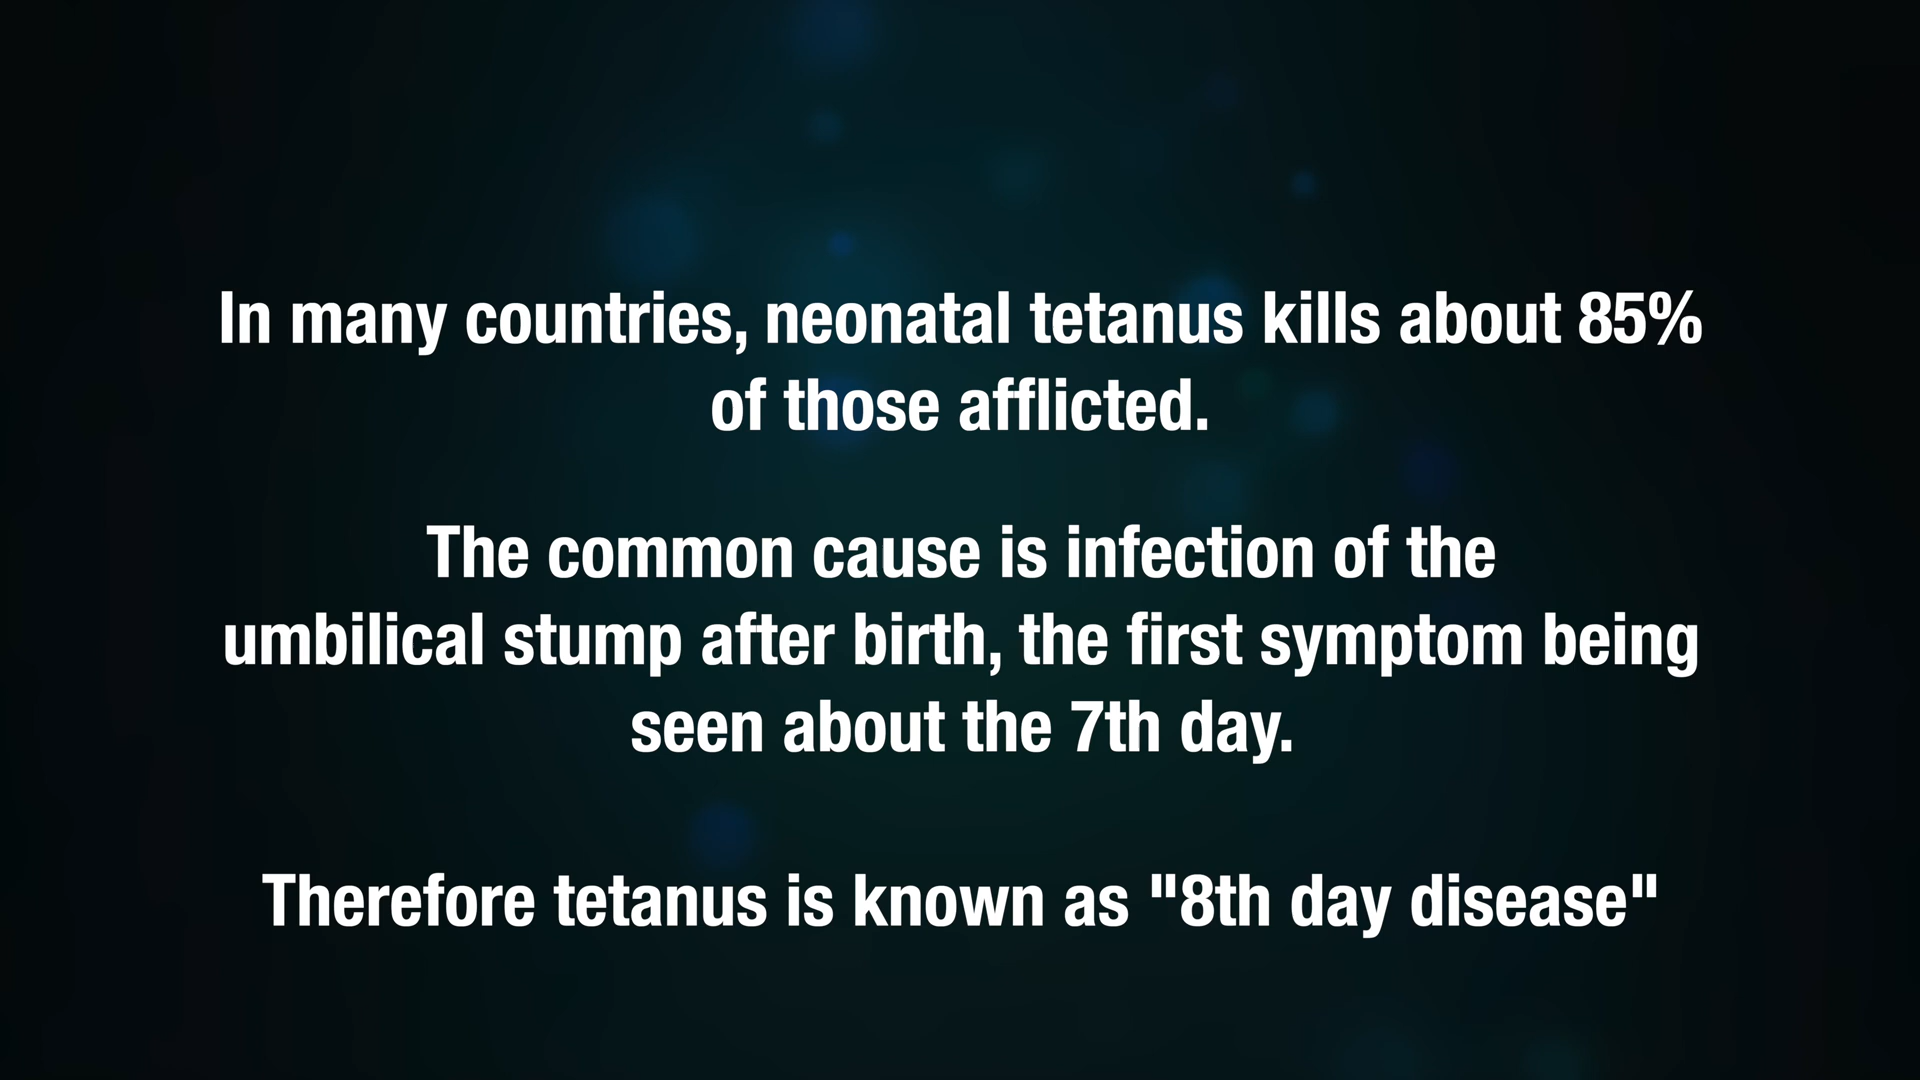 In many countries, neonatal tetanus kills about 85%
of those afflicted.
The common cause is infection of the
umbilical stump after birth, the first symptom being
seen about the 7th day.
Therefore tetanus is known as "8th day disease"